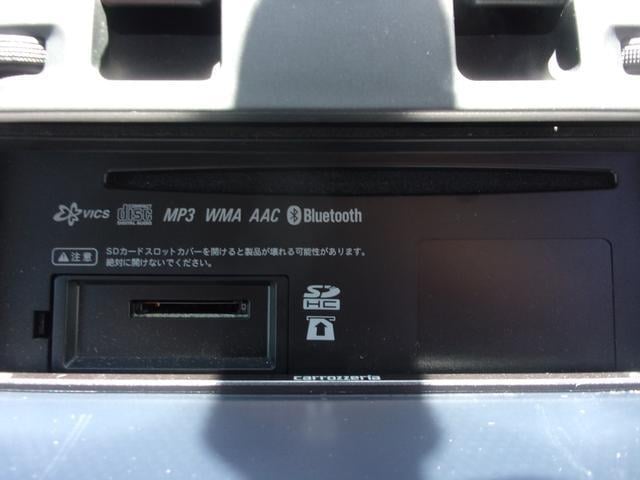 VICS disc DIGITAL AUDIO MP3 WMA AAC Bluetooth
注意 SDカードスロットカバーを開けると製品が壊れる可能性があります。
絶対に開けないでください。
SD
HC
carrozzeria